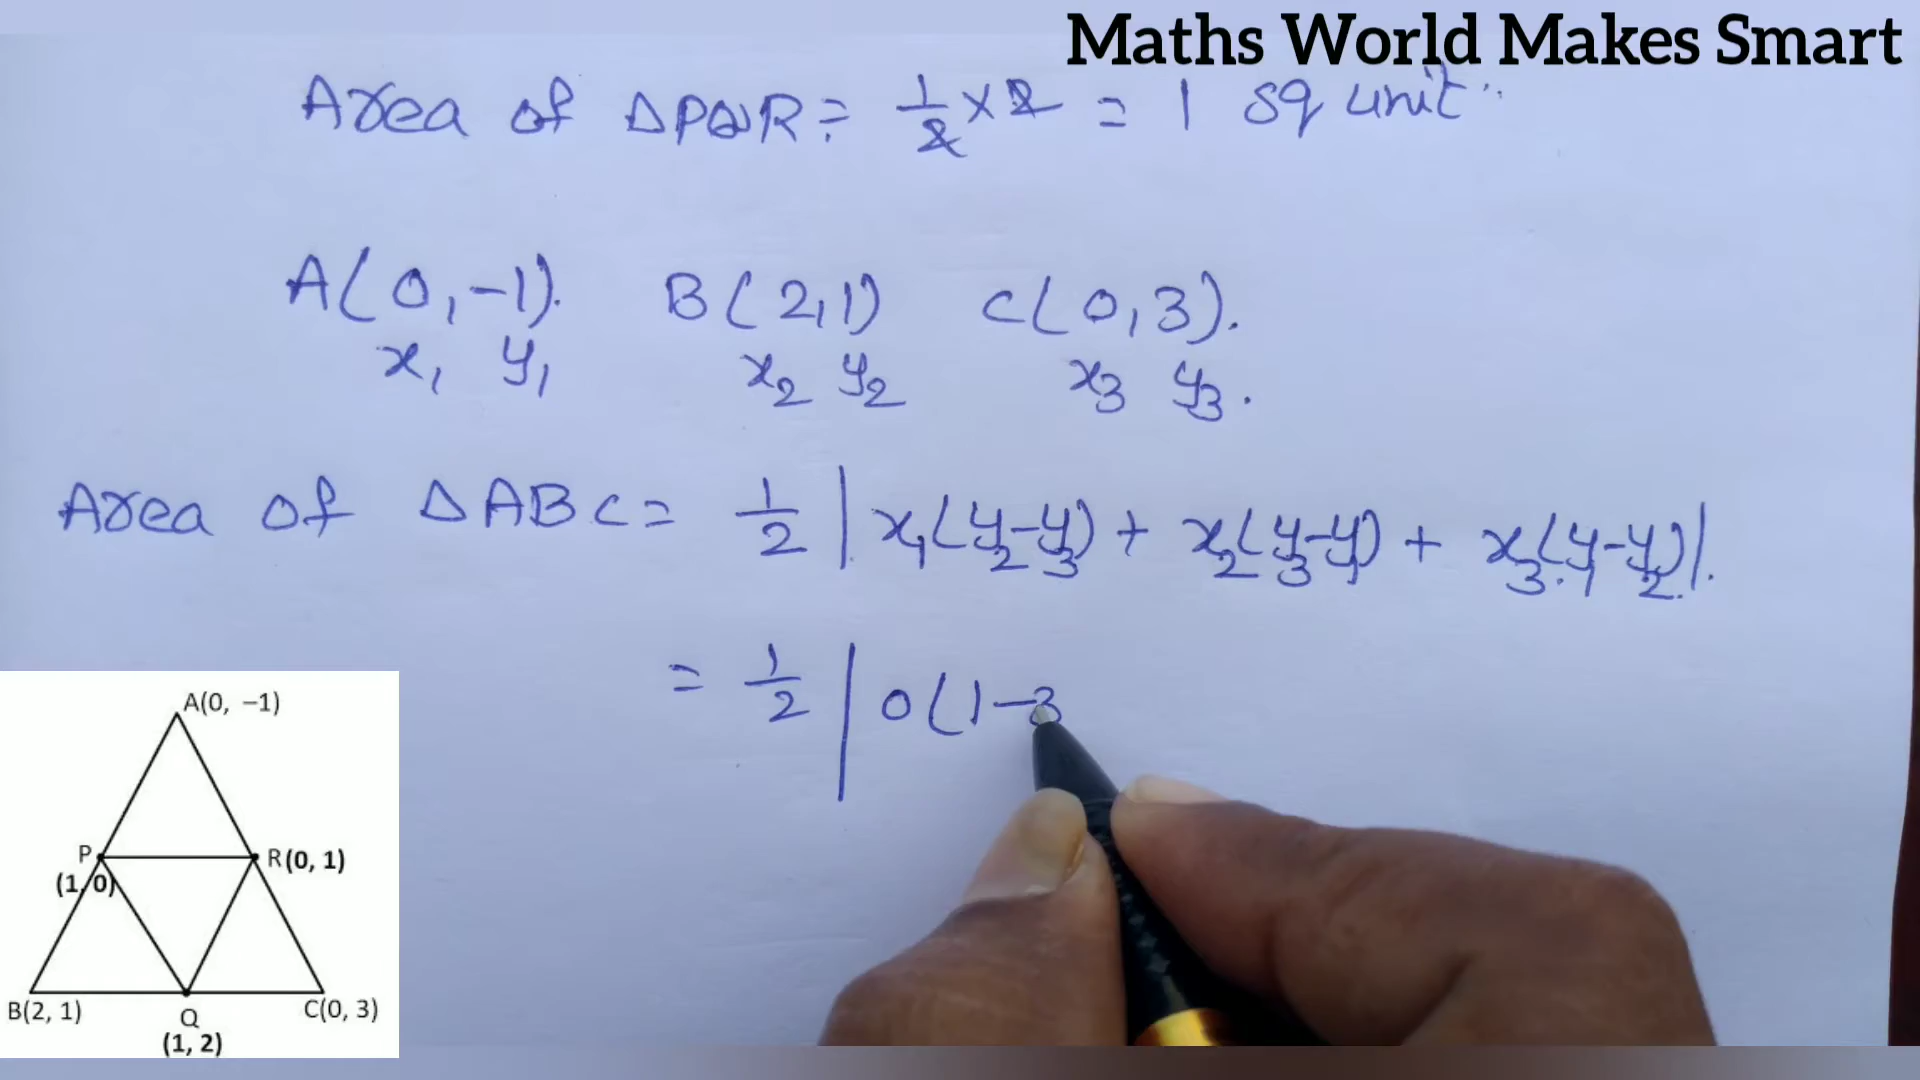 Maths World Makes Smart
Area of ΔPQR = 1/2 × 2 = 1 sq unit.
A(0, -1). B(2, 1) C(0, 3).
x₁ y₁ x₂ y₂ x₃ y₃.
Area of ΔABC = 1/2 | x₁(y₂-y₃) + x₂(y₃-y₁) + x₃(y₁-y₂) |.
= 1/2 | 0(1-3
A(0, –1)
P
R(0, 1)
(1, 0)
B(2, 1)
Q
C(0, 3)
(1, 2)